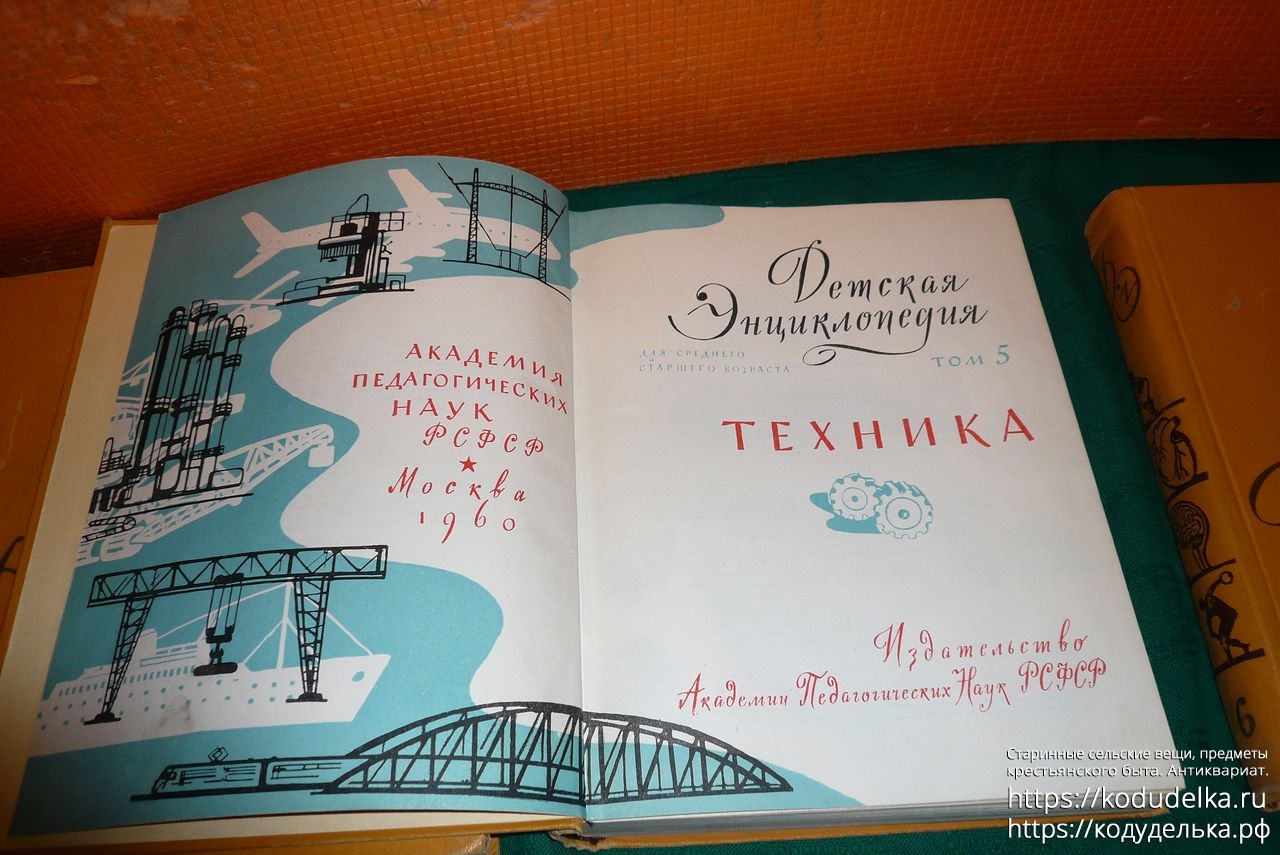 АКАДЕМИЯ
ПЕДАГОГИЧЕСКИХ
НАУК
РСФСР
Москва
1960
Детская
Энциклопедия
ДЛЯ СРЕДНЕГО
И
СТАРШЕГО ВОЗРАСТА
ТОМ 5
ТЕХНИКА
Издательство
Академии Педагогических Наук РСФСР
6
Старинные сельские вещи, предметы
крестьянского быта. Антиквариат.
https://kodudelka.ru
https://кодуделька.рф